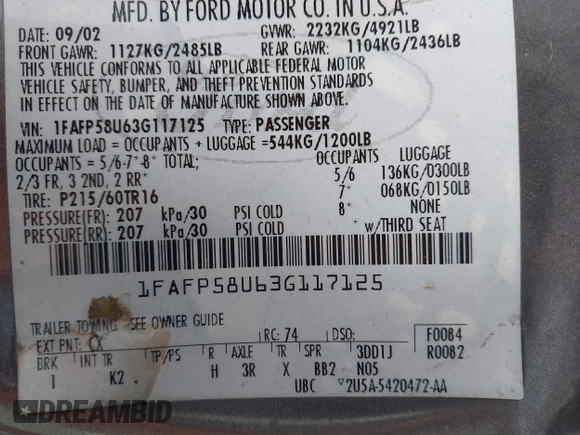 MFD. BY FORD MOTOR CO. IN U.S.A.
DATE: 09/02 GVWR: 2232KG/4921LB
FRONT GAWR: 1127KG/2485LB REAR GAWR: 1104KG/2436LB
THIS VEHICLE CONFORMS TO ALL APPLICABLE FEDERAL MOTOR
VEHICLE SAFETY, BUMPER, AND THEFT PREVENTION STANDARDS
IN EFFECT ON THE DATE OF MANUFACTURE SHOWN ABOVE.
VIN: 1FAFP58U63G117125 TYPE: PASSENGER
MAXIMUM LOAD = OCCUPANTS + LUGGAGE =544KG/1200LB
OCCUPANTS = 5/6-7*8* TOTAL; OCCUPANTS LUGGAGE
2/3 FR, 3 2ND, 2 RR* 5/6 136KG/0300LB
TIRE: P215/60TR16 7* 068KG/0150LB
PRESSURE(FR) 207 kPa/30 PSI COLD 8* NONE
PRESSURE(RR) 207 kPa/30 PSI COLD * w/THIRD SEAT
1FAFP58U63G117125
TRAILER TOWING - SEE OWNER GUIDE
EXT PNT: CX RC: 74 DSO: F0084
BRK INT TR TP/PS R AXLE TR SPR 3DD1J R0082
1 K2 H 3R X BB2 N05
UBC 2U5A-5420472-AA
DREAMBID